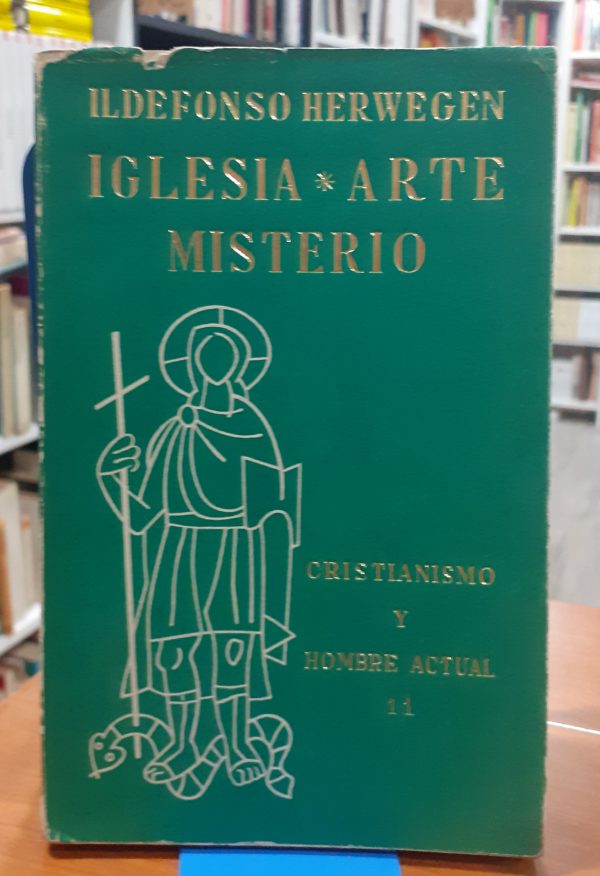 ILDEFONSO HERWEGEN
IGLESIA * ARTE
MISTERIO
CRISTIANISMO
Y
HOMBRE ACTUAL
11